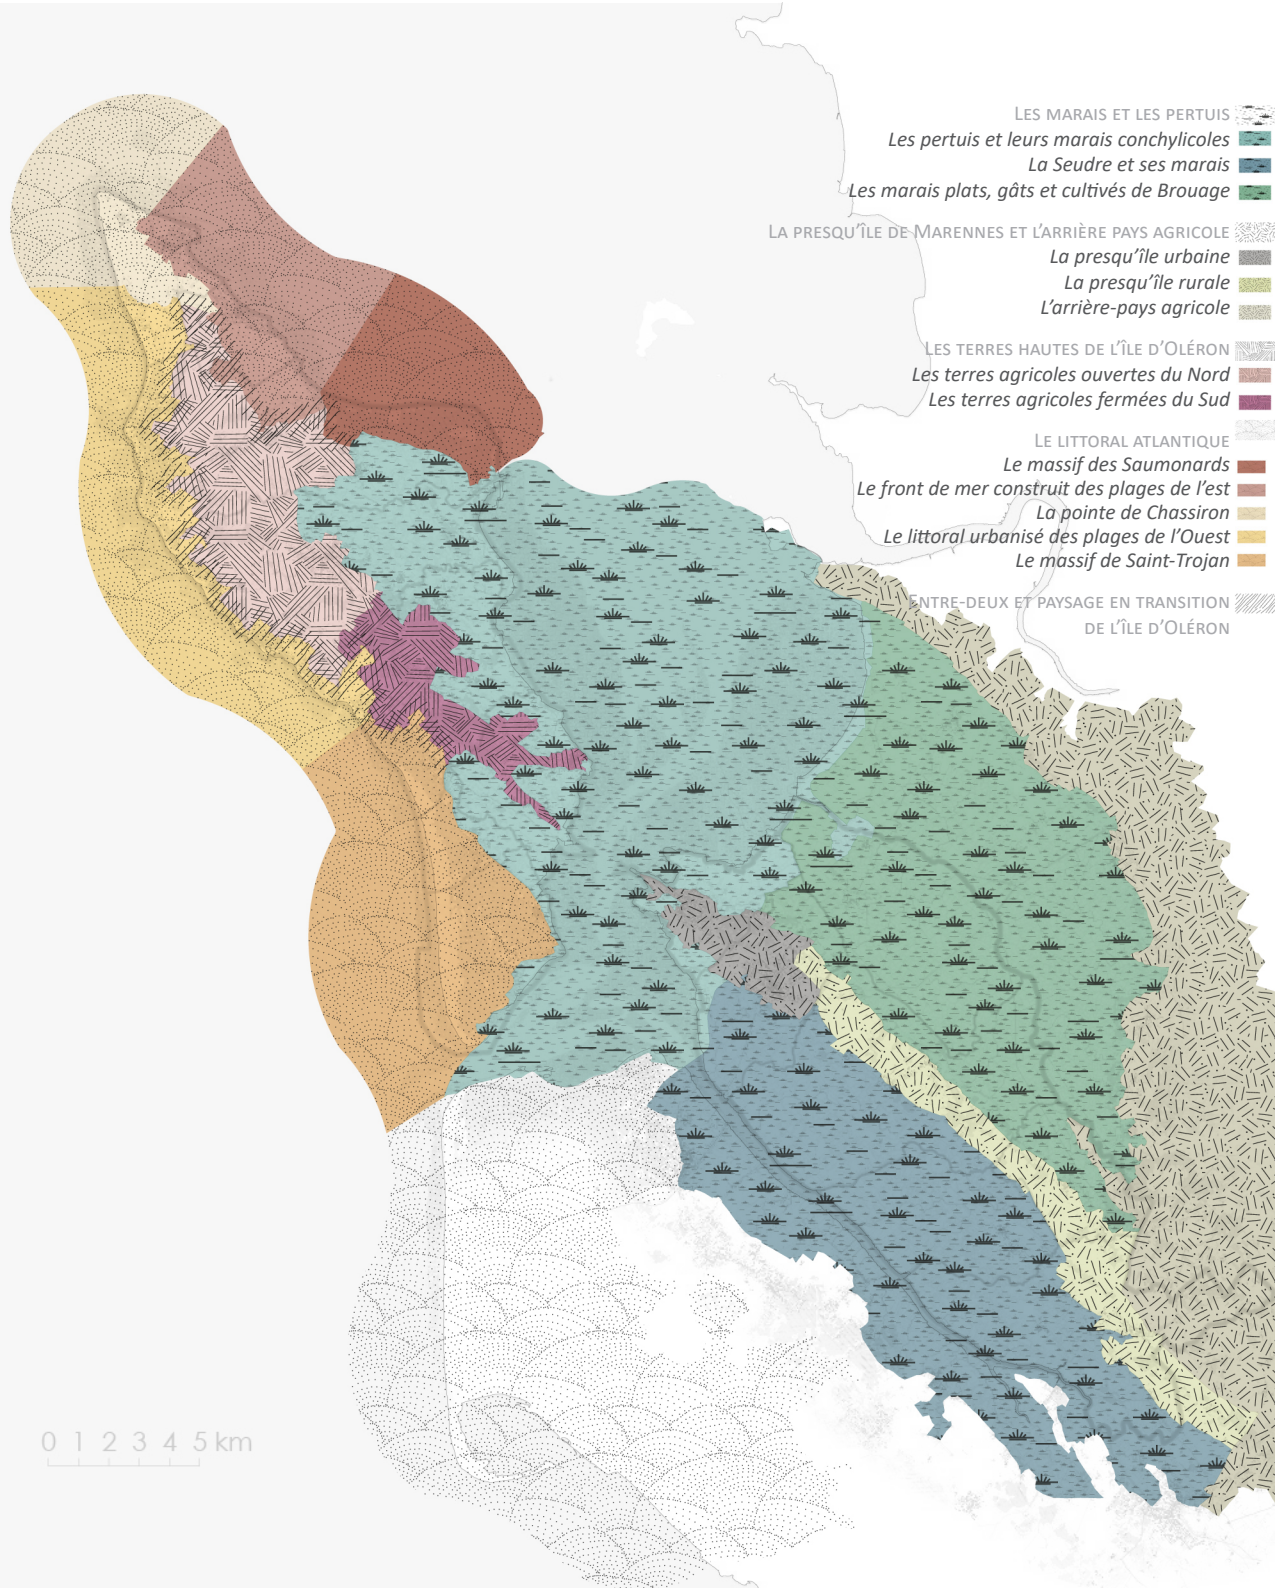 Les marais et les pertuis
Les pertuis et leurs marais conchylicoles
La Seudre et ses marais
Les marais plats, gâts et cultivés de Brouage
La presqu'île de Marennes et l'arrière pays agricole
La presqu'île urbaine
La presqu'île rurale
L'arrière-pays agricole
Les terres hautes de l'île d'Oléron
Les terres agricoles ouvertes du Nord
Les terres agricoles fermées du Sud
Le littoral atlantique
Le massif des Saumonards
Le front de mer construit des plages de l'est
La pointe de Chassiron
Le littoral urbanisé des plages de l'Ouest
Le massif de Saint-Trojan
Entre-deux et paysage en transition
de l'île d'Oléron
0 1 2 3 4 5 km